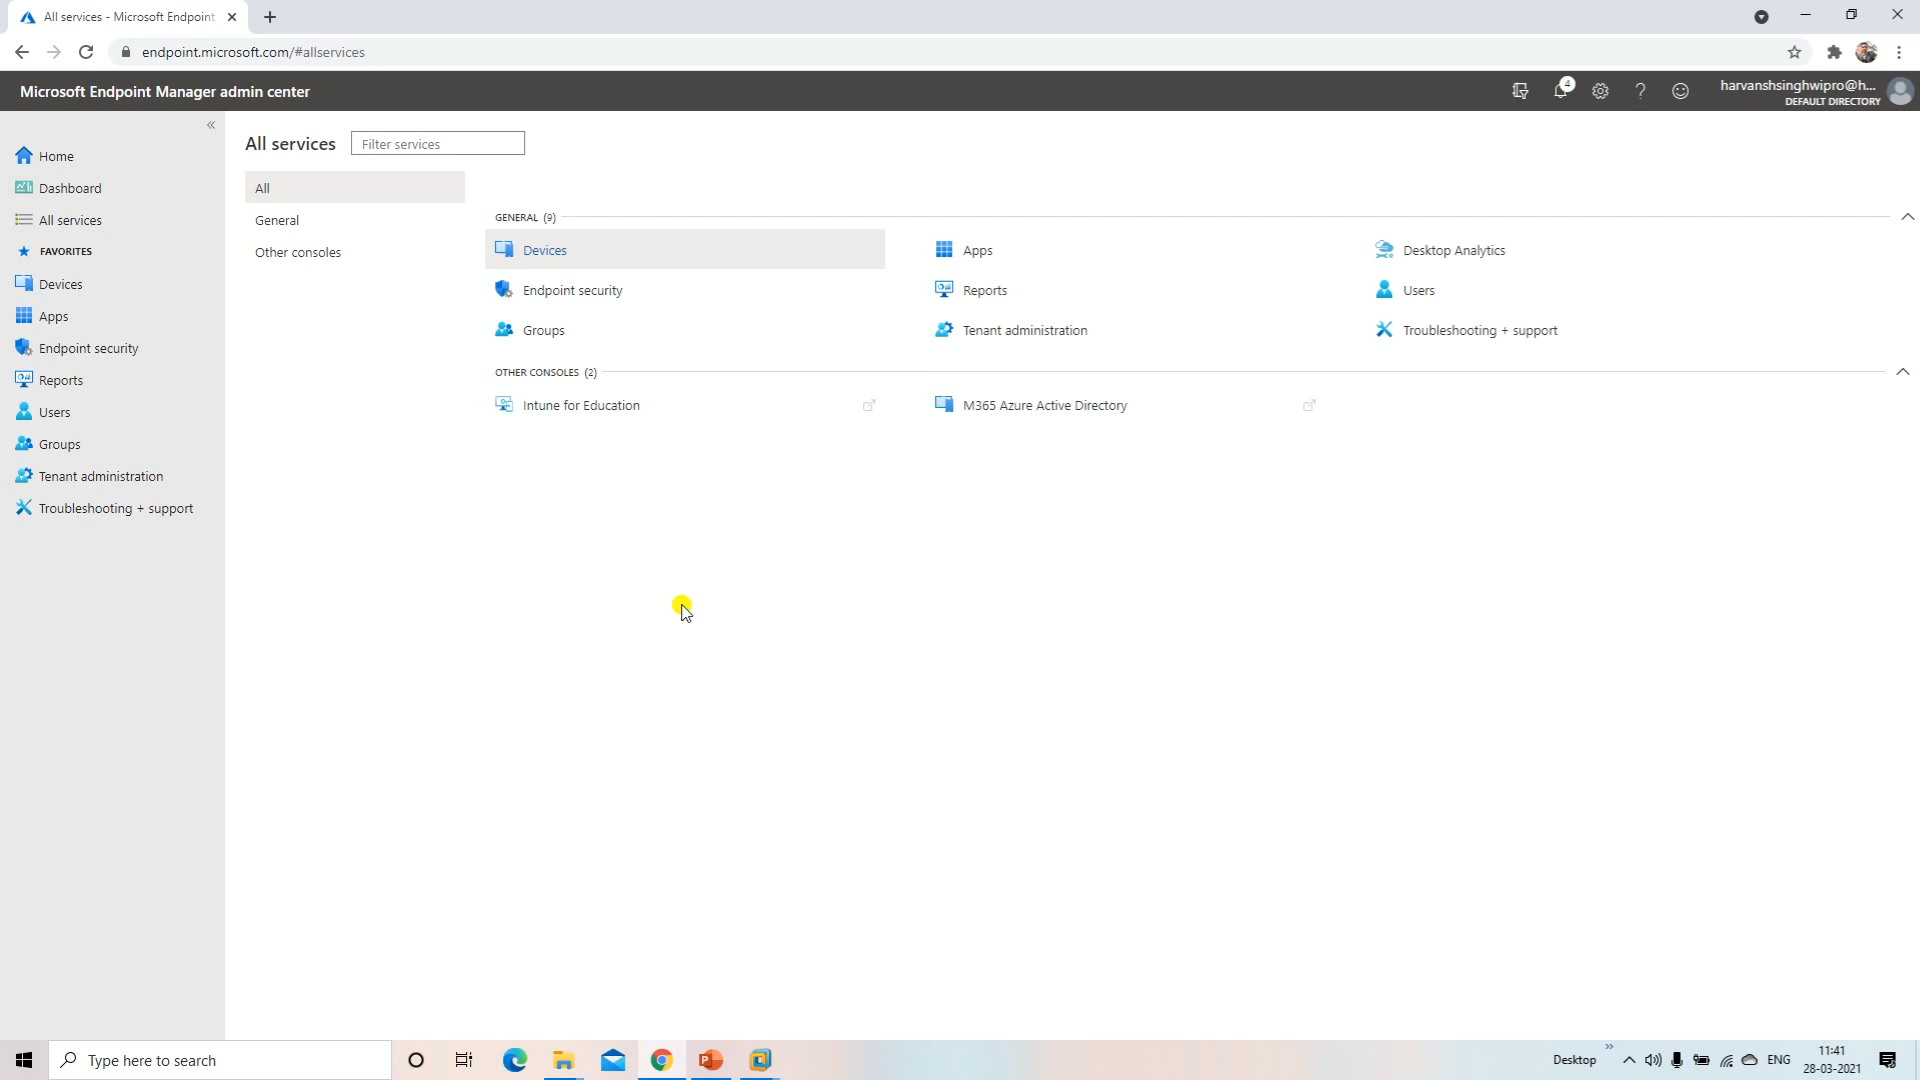 All services - Microsoft Endpoint
endpoint.microsoft.com/#allservices
Microsoft Endpoint Manager admin center
4
harvanshsinghwipro@h...
DEFAULT DIRECTORY
Home
Dashboard
All services
FAVORITES
Devices
Apps
Endpoint security
Reports
Users
Groups
Tenant administration
Troubleshooting + support
All services
Filter services
All
General
Other consoles
GENERAL (9)
Devices
Apps
Desktop Analytics
Endpoint security
Reports
Users
Groups
Tenant administration
Troubleshooting + support
OTHER CONSOLES (2)
Intune for Education
M365 Azure Active Directory
Type here to search
Desktop
ENG
11:41
28-03-2021